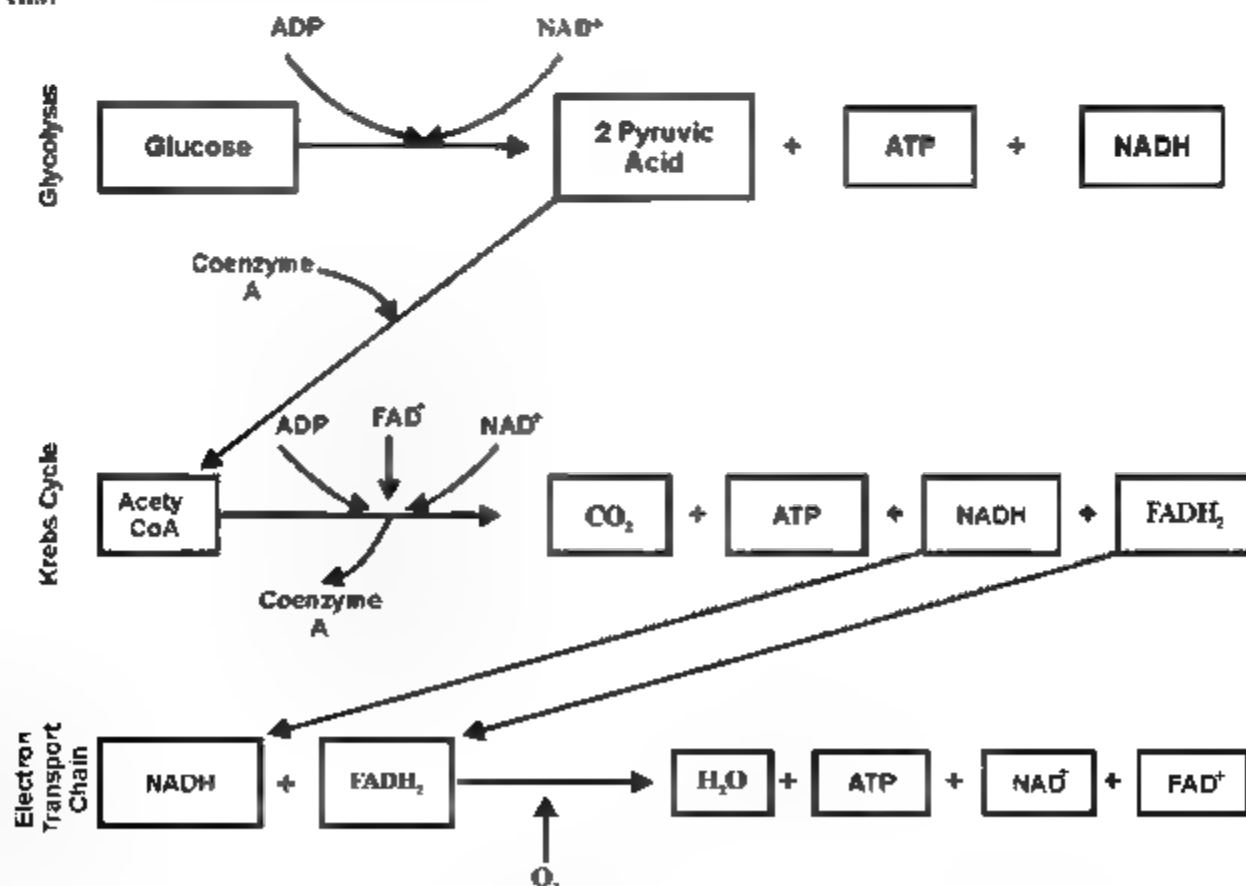 ADP
NAD⁺
Glycolysis
Glucose
2 Pyruvic
Acid
+
ATP
+
NADH
Coenzyme
A
ADP
FAD⁺
NAD⁺
Krebs Cycle
Acety
CoA
CO₂
+
ATP
+
NADH
+
FADH₂
Coenzyme
A
Electron
Transport
Chain
NADH
+
FADH₂
H₂O
+
ATP
+
NAD⁺
+
FAD⁺
O₂